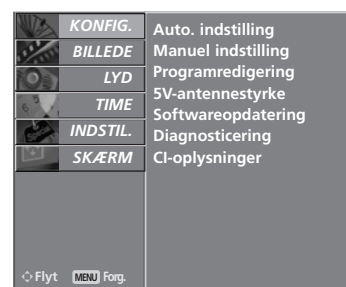 KONFIG.
BILLEDE
LYD
TIME
INDSTIL.
SKÆRM
Auto. indstilling
Manuel indstilling
Programredigering
5V-antennestyrke
Softwareopdatering
Diagnosticering
CI-oplysninger
Flyt MENU Forg.